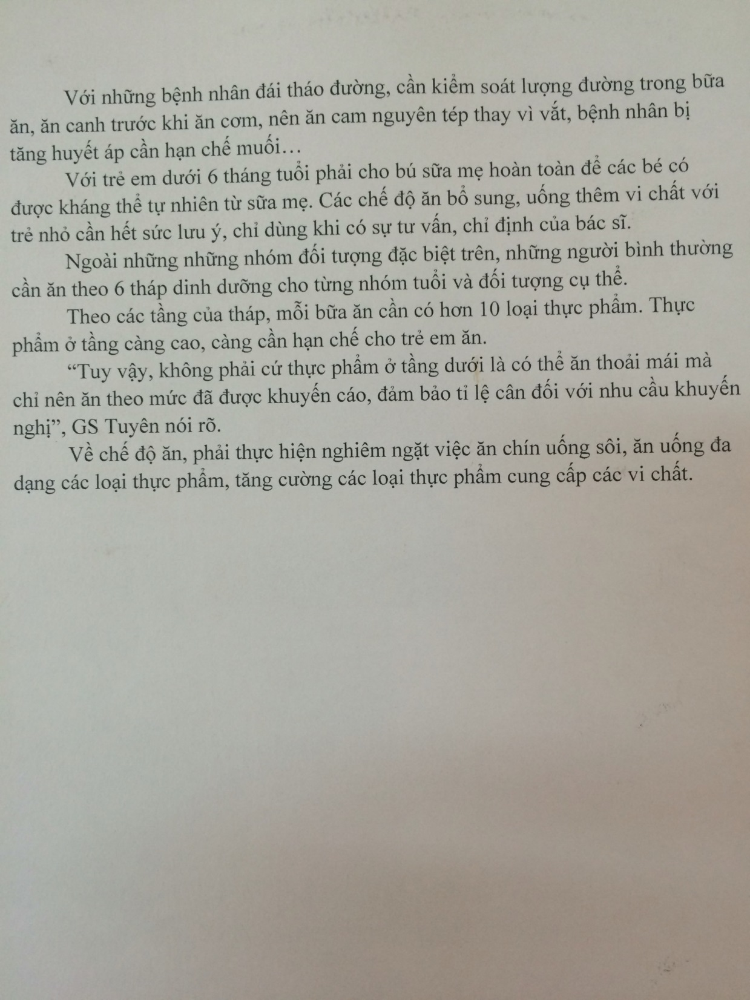 Với những bệnh nhân đái tháo đường, cần kiểm soát lượng đường trong bữa
ăn, ăn canh trước khi ăn cơm, nên ăn cam nguyên tép thay vì vắt, bệnh nhân bị
tăng huyết áp cần hạn chế muối…
Với trẻ em dưới 6 tháng tuổi phải cho bú sữa mẹ hoàn toàn để các bé có
được kháng thể tự nhiên từ sữa mẹ. Các chế độ ăn bổ sung, uống thêm vi chất với
trẻ nhỏ cần hết sức lưu ý, chỉ dùng khi có sự tư vấn, chỉ định của bác sĩ.
Ngoài những những nhóm đối tượng đặc biệt trên, những người bình thường
cần ăn theo 6 tháp dinh dưỡng cho từng nhóm tuổi và đối tượng cụ thể.
Theo các tầng của tháp, mỗi bữa ăn cần có hơn 10 loại thực phẩm. Thực
phẩm ở tầng càng cao, càng cần hạn chế cho trẻ em ăn.
“Tuy vậy, không phải cứ thực phẩm ở tầng dưới là có thể ăn thoải mái mà
chỉ nên ăn theo mức đã được khuyến cáo, đảm bảo tỉ lệ cân đối với nhu cầu khuyến
nghị”, GS Tuyên nói rõ.
Về chế độ ăn, phải thực hiện nghiêm ngặt việc ăn chín uống sôi, ăn uống đa
dạng các loại thực phẩm, tăng cường các loại thực phẩm cung cấp các vi chất.